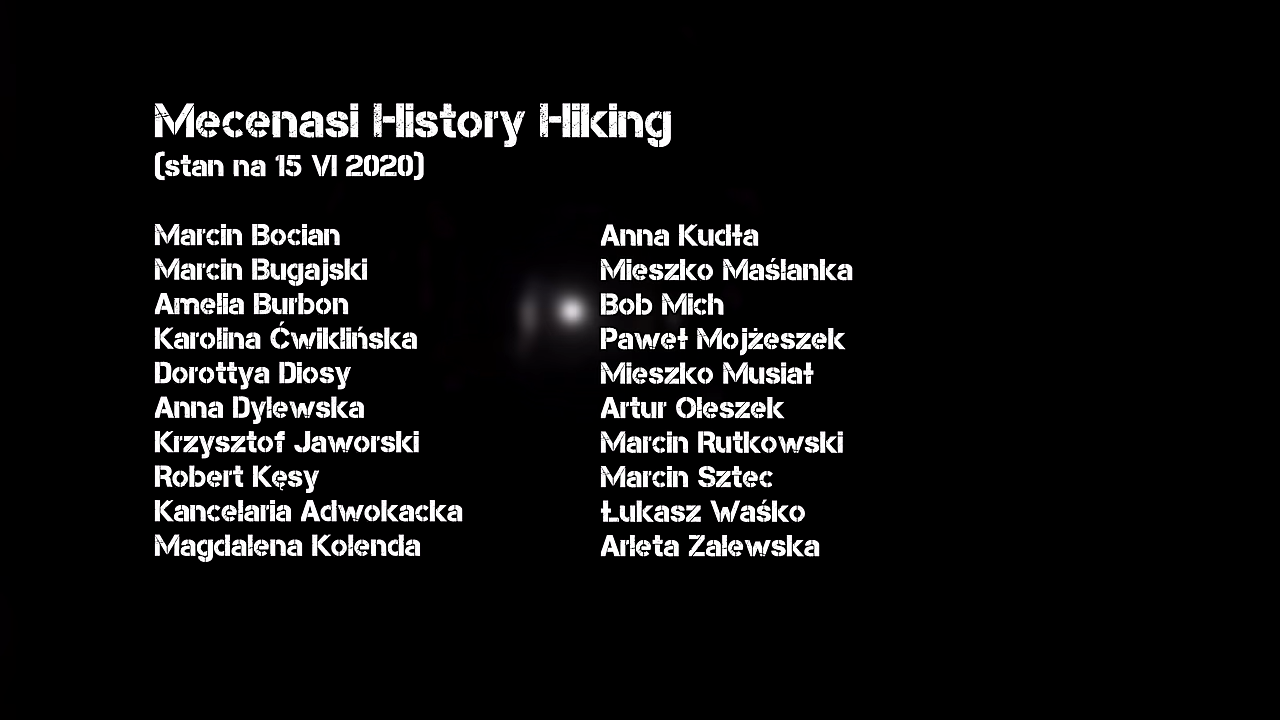 Mecenasi History Hiking
(stan na 15 VI 2020)
Marcin Bocian
Marcin Bugajski
Amelia Burbon
Karolina Ćwiklińska
Dorottya Diosy
Anna Dylewska
Krzysztof Jaworski
Robert Kęsy
Kancelaria Adwokacka
Magdalena Kolenda
Anna Kudła
Mieszko Maślanka
Bob Mich
Paweł Mojżeszek
Mieszko Musiał
Artur Oleszek
Marcin Rutkowski
Marcin Sztec
Łukasz Waśko
Arleta Zalewska